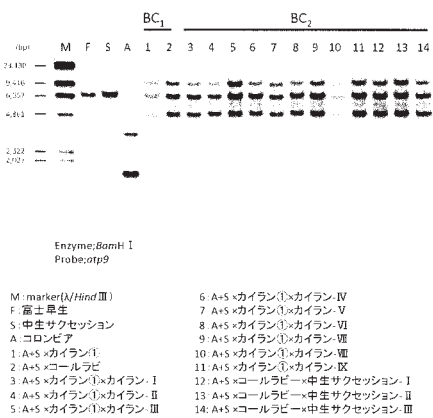 BC1 BC2
(bp) M F S A 1 2 3 4 5 6 7 8 9 10 11 12 13 14
9,416
6,557
4,361
2,322
2,027
Enzyme;BamH I
Probe;atp9
M:marker(λ/Hind Ⅲ)
F:富士早生
S:中生サクセッション
A:コロンビア
1:A+S×カイラン①
2:A+S×コールラビ
3:A+S×カイラン①×カイラン-Ⅰ
4:A+S×カイラン①×カイラン-Ⅱ
5:A+S×カイラン①×カイラン-Ⅲ
6:A+S×カイラン①×カイラン-Ⅳ
7 A+S×カイラン①×カイラン-Ⅴ
8:A+S×カイラン①×カイラン-Ⅵ
9:A+S×カイラン①×カイラン-Ⅶ
10:A+S×カイラン①×カイラン-Ⅷ
11:A+S×カイラン①×カイラン-Ⅸ
12:A+S×コールラビー×中生サクセッション-Ⅰ
13:A+S×コールラビー×中生サクセッション-Ⅱ
14:A+S×コールラビー×中生サクセッション-Ⅲ